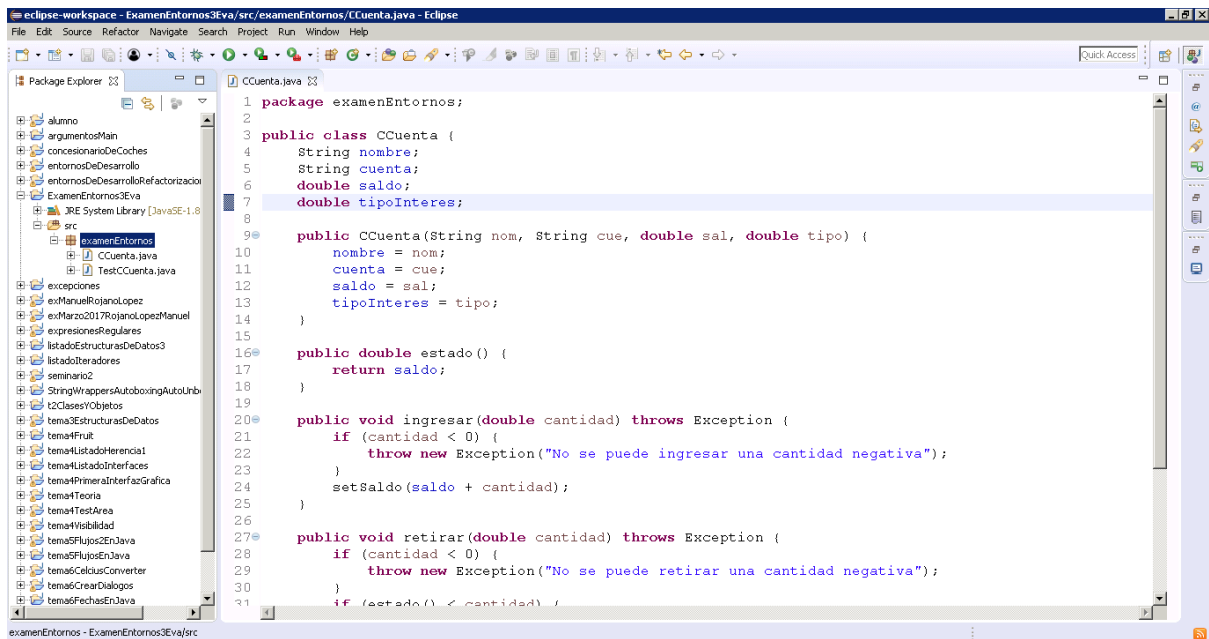 eclipse-workspace - ExamenEntornos3Eva/src/examenEntornos/CCuenta.java - Eclipse
File Edit Source Refactor Navigate Search Project Run Window Help
Quick Access
Package Explorer
alumno
argumentosMain
concesionarioDeCoches
entornosDeDesarrollo
entornosDeDesarrolloRefactorizacion
ExamenEntornos3Eva
JRE System Library [JavaSE-1.8
src
examenEntornos
CCuenta.java
TestCCuenta.java
excepciones
exManuelRojanoLopez
exMarzo2017RojanoLopezManuel
expresionesRegulares
listadoEstructurasDeDatos3
listadoIteradores
seminario2
StringWrappersAutoboxingAutoUnb
t2ClasesYObjetos
tema3EstructurasDeDatos
tema4Fruit
tema4ListadoHerencia1
tema4ListadoInterfaces
tema4PrimeraInterfazGrafica
tema4Teoria
tema4TestArea
tema4Visibilidad
tema5Flujos2EnJava
tema5FlujosEnJava
tema6CelciusConverter
tema6CrearDialogos
tema6FechasEnJava
CCuenta.java
1 package examenEntornos;
2
3 public class CCuenta {
4 String nombre;
5 String cuenta;
6 double saldo;
7 double tipoInteres;
8
9 public CCuenta(String nom, String cue, double sal, double tipo) {
10 nombre = nom;
11 cuenta = cue;
12 saldo = sal;
13 tipoInteres = tipo;
14 }
15
16 public double estado() {
17 return saldo;
18 }
19
20 public void ingresar(double cantidad) throws Exception {
21 if (cantidad < 0) {
22 throw new Exception("No se puede ingresar una cantidad negativa");
23 }
24 setSaldo(saldo + cantidad);
25 }
26
27 public void retirar(double cantidad) throws Exception {
28 if (cantidad < 0) {
29 throw new Exception("No se puede retirar una cantidad negativa");
30 }
31 if (estado() < cantidad) {
examenEntornos - ExamenEntornos3Eva/src